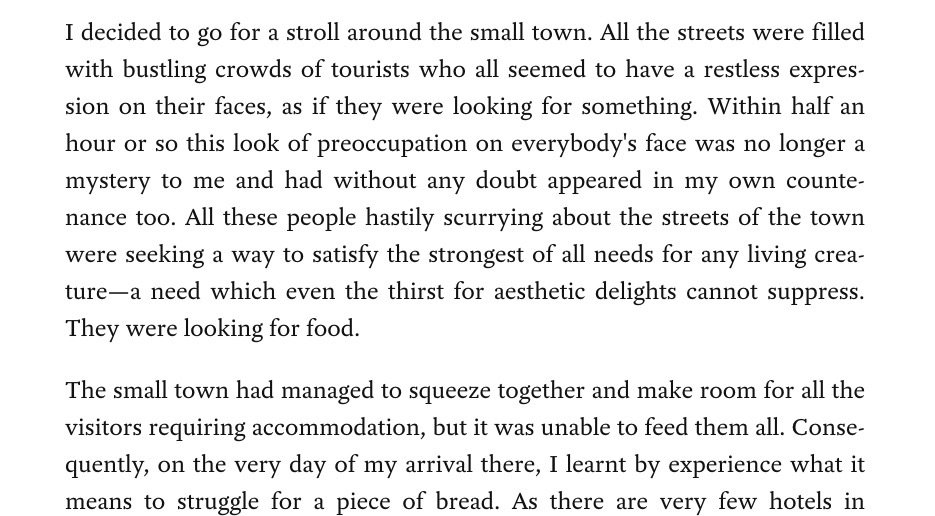 I decided to go for a stroll around the small town. All the streets were filled
with bustling crowds of tourists who all seemed to have a restless expres-
sion on their faces, as if they were looking for something. Within half an
hour or so this look of preoccupation on everybody's face was no longer a
mystery to me and had without any doubt appeared in my own counte-
nance too. All these people hastily scurrying about the streets of the town
were seeking a way to satisfy the strongest of all needs for any living crea-
ture—a need which even the thirst for aesthetic delights cannot suppress.
They were looking for food.
The small town had managed to squeeze together and make room for all the
visitors requiring accommodation, but it was unable to feed them all. Conse-
quently, on the very day of my arrival there, I learnt by experience what it
means to struggle for a piece of bread. As there are very few hotels in